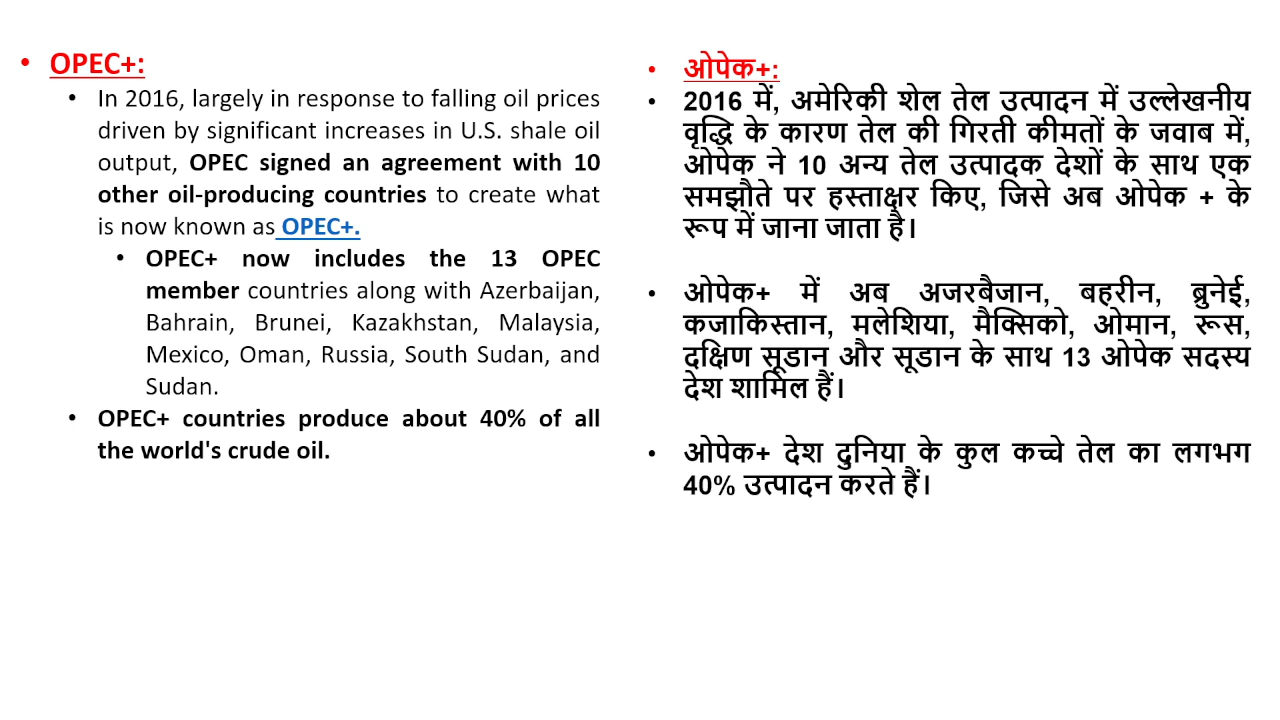 OPEC+:
In 2016, largely in response to falling oil prices
driven by significant increases in U.S. shale oil
output, OPEC signed an agreement with 10
other oil-producing countries to create what
is now known as OPEC+.
OPEC+ now includes the 13 OPEC
member countries along with Azerbaijan,
Bahrain, Brunei, Kazakhstan, Malaysia,
Mexico, Oman, Russia, South Sudan, and
Sudan.
OPEC+ countries produce about 40% of all
the world's crude oil.
ओपेक+:
2016 में, अमेरिकी शेल तेल उत्पादन में उल्लेखनीय
वृद्धि के कारण तेल की गिरती कीमतों के जवाब में,
ओपेक ने 10 अन्य तेल उत्पादक देशों के साथ एक
समझौते पर हस्ताक्षर किए, जिसे अब ओपेक + के
रूप में जाना जाता है।
ओपेक+ में अब अजरबैजान, बहरीन, ब्रुनेई,
कजाकिस्तान, मलेशिया, मैक्सिको, ओमान, रूस,
दक्षिण सूडान और सूडान के साथ 13 ओपेक सदस्य
देश शामिल हैं।
ओपेक+ देश दुनिया के कुल कच्चे तेल का लगभग
40% उत्पादन करते हैं।